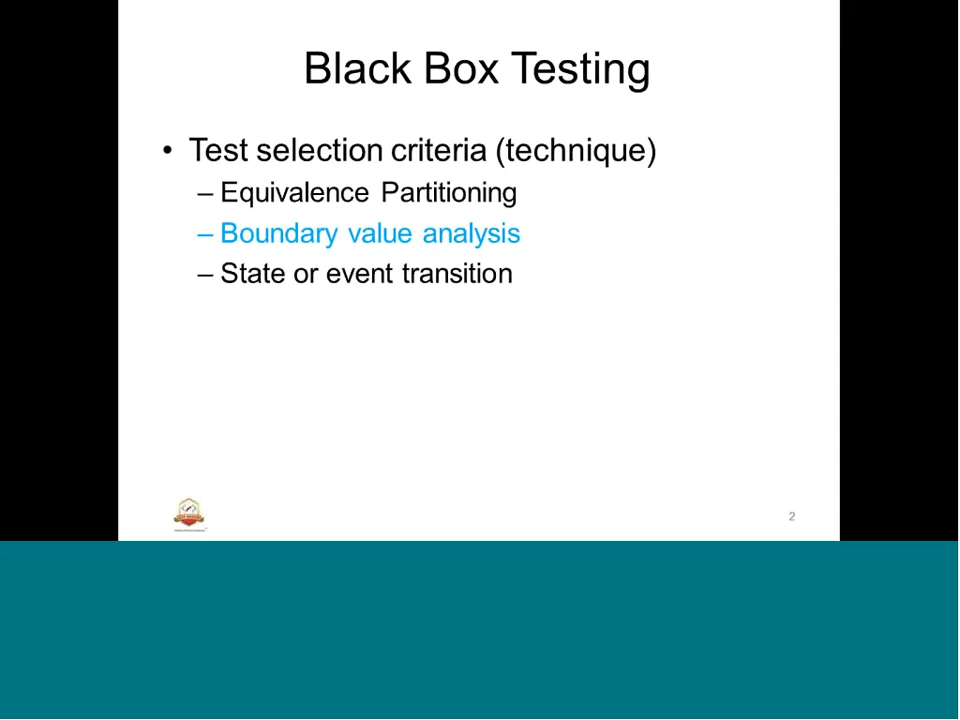 Black Box Testing
• Test selection criteria (technique)
– Equivalence Partitioning
– Boundary value analysis
– State or event transition
2